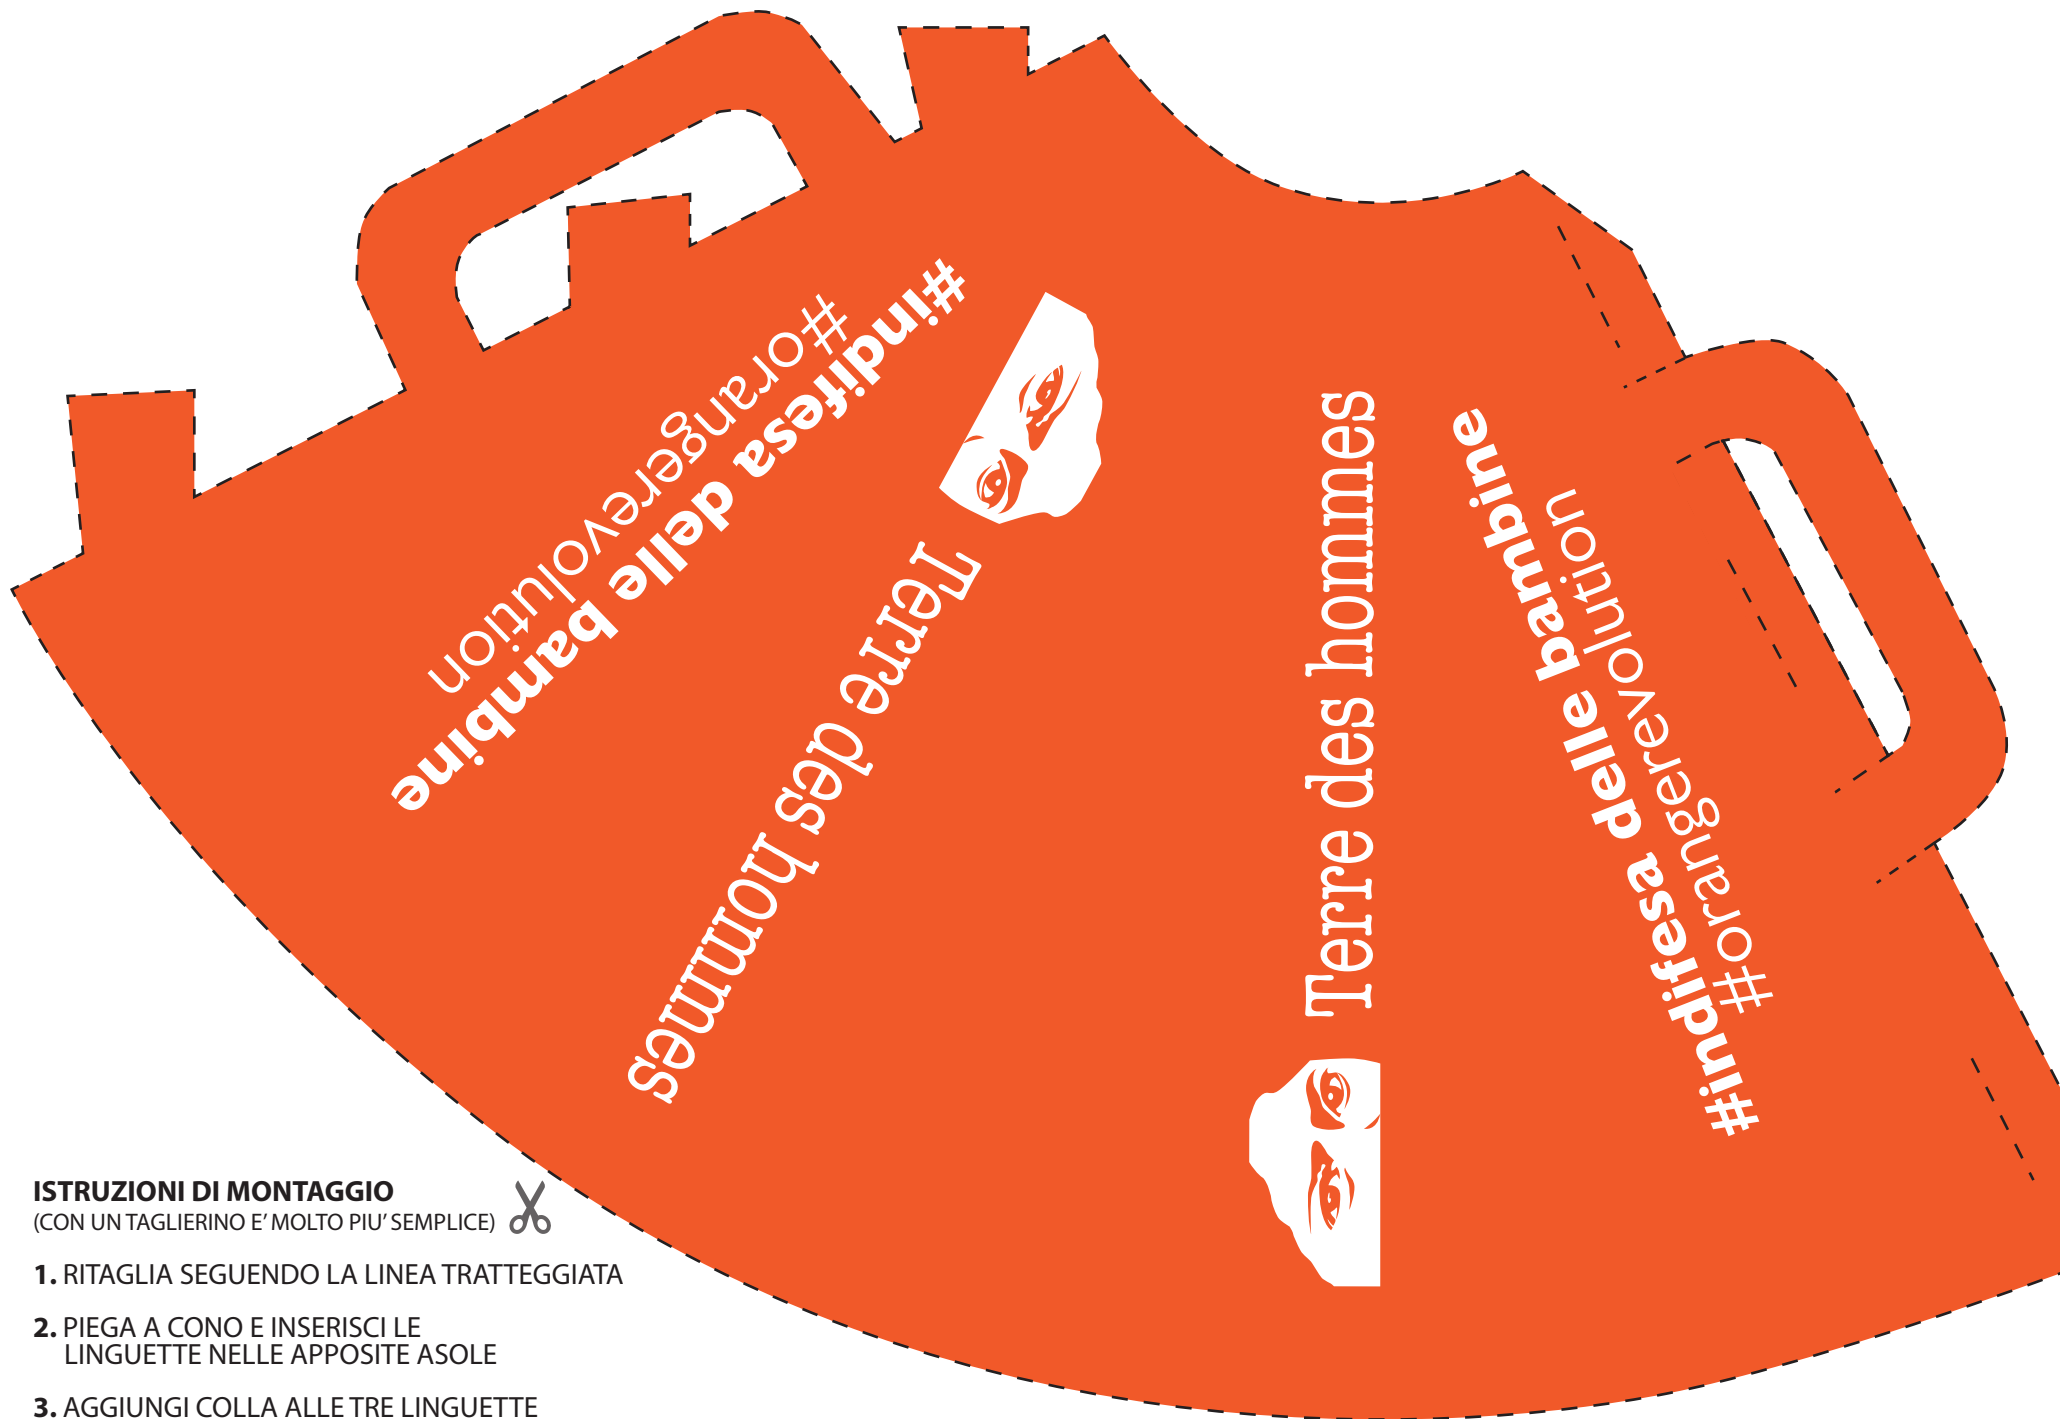 #orangerevolution
#indifesa delle bambine
Terre des hommes
Terre des hommes
#indifesa delle bambine
#orangerevolution
ISTRUZIONI DI MONTAGGIO
(CON UN TAGLIERINO E' MOLTO PIU' SEMPLICE)
1. RITAGLIA SEGUENDO LA LINEA TRATTEGGIATA
2. PIEGA A CONO E INSERISCI LE
LINGUETTE NELLE APPOSITE ASOLE
3. AGGIUNGI COLLA ALLE TRE LINGUETTE